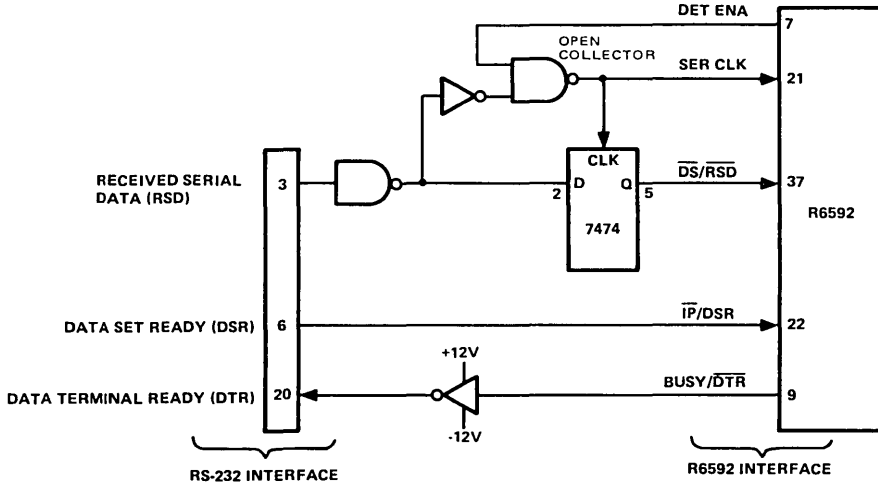 DET ENA
7
OPEN
COLLECTOR
SER CLK
21
CLK
RECEIVED SERIAL
DATA (RSD)
3
2
D
Q
5
DS/RSD
37
7474
R6592
DATA SET READY (DSR)
6
IP/DSR
22
+12V
DATA TERMINAL READY (DTR)
20
BUSY/DTR
9
-12V
RS-232 INTERFACE
R6592 INTERFACE